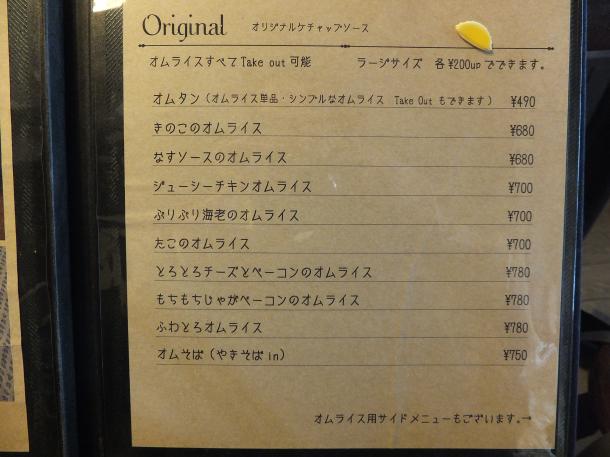 Original オリジナルケチャップソース
オムライスすべてTake out 可能 ラージサイズ 各¥200upでできます。
オムタン(オムライス単品・シンプルなオムライス Take Out もできます) ¥490
きのこのオムライス ¥680
なすソースのオムライス ¥680
ジューシーチキンオムライス ¥700
ぷりぷり海老のオムライス ¥700
たこのオムライス ¥700
とろとろチーズとベーコンのオムライス ¥780
もちもちじゃがベーコンのオムライス ¥780
ふわとろオムライス ¥780
オムそば(やきそばin) ¥750
オムライス用サイドメニューもございます。→